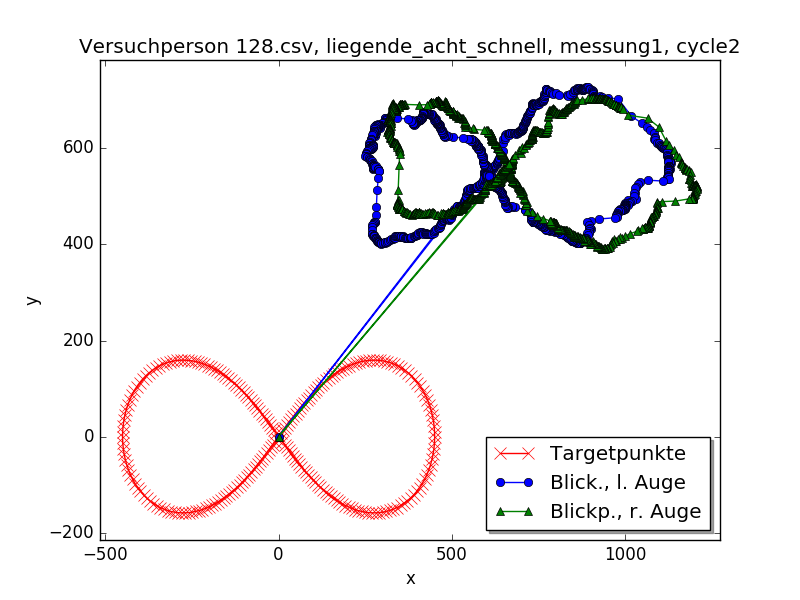 Versuchperson 128.csv, liegende_acht_schnell, messung1, cycle2
y
600
400
200
0
−200
−500
0
500
1000
x
Targetpunkte
Blick., l. Auge
Blickp., r. Auge